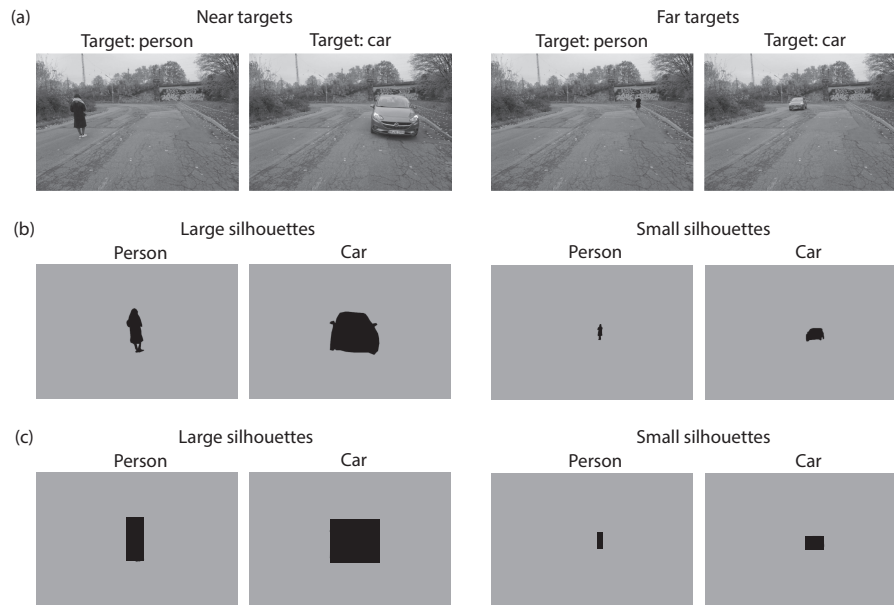 (a)
Near targets
Far targets
Target: person
Target: car
Target: person
Target: car
(b)
Large silhouettes
Small silhouettes
Person
Car
Person
Car
(c)
Large silhouettes
Small silhouettes
Person
Car
Person
Car